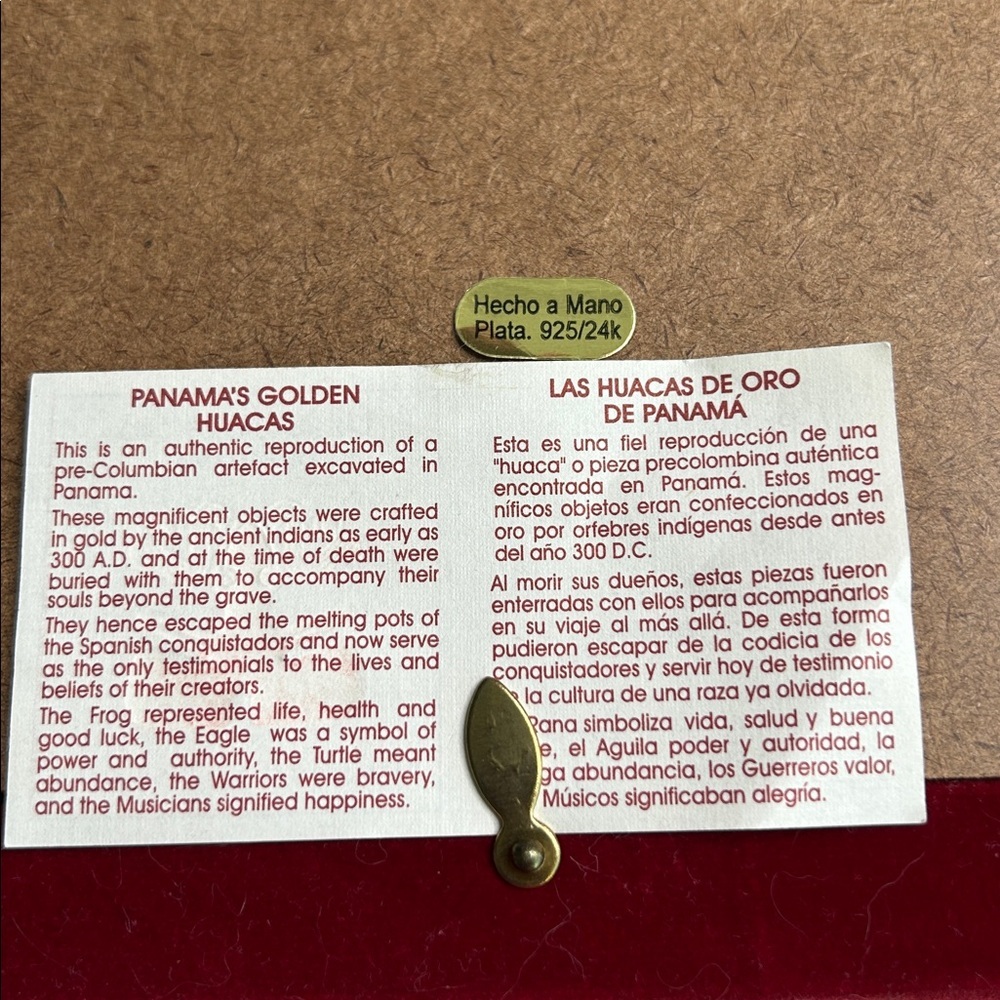 Hecho a Mano
Plata. 925/24k
PANAMA'S GOLDEN
HUACAS
This is an authentic reproduction of a
pre-Columbian artefact excavated in
Panama.
These magnificent objects were crafted
in gold by the ancient indians as early as
300 A.D. and at the time of death were
buried with them to accompany their
souls beyond the grave.
They hence escaped the melting pots of
the Spanish conquistadors and now serve
as the only testimonials to the lives and
beliefs of their creators.
The Frog represented life, health and
good luck, the Eagle was a symbol of
power and authority, the Turtle meant
abundance, the Warriors were bravery,
and the Musicians signified happiness.
LAS HUACAS DE ORO
DE PANAMÁ
Esta es una fiel reproducción de una
"huaca" o pieza precolombina auténtica
encontrada en Panamá. Estos mag-
níficos objetos eran confeccionados en
oro por orfebres indígenas desde antes
del año 300 D.C.
Al morir sus dueños, estas piezas fueron
enterradas con ellos para acompañarlos
en su viaje al más allá. De esta forma
pudieron escapar de la codicia de los
conquistadores y servir hoy de testimonio
la cultura de una raza ya olvidada.
simboliza vida, salud y buena
el Aguila poder y autoridad, la
abundancia, los Guerreros valor,
Músicos significaban alegría.